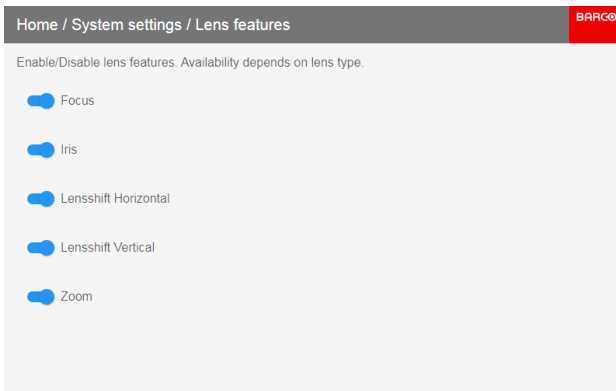 Home / System settings / Lens features
BARCO
Enable/Disable lens features. Availability depends on lens type.
Focus
Iris
Lensshift Horizontal
Lensshift Vertical
Zoom